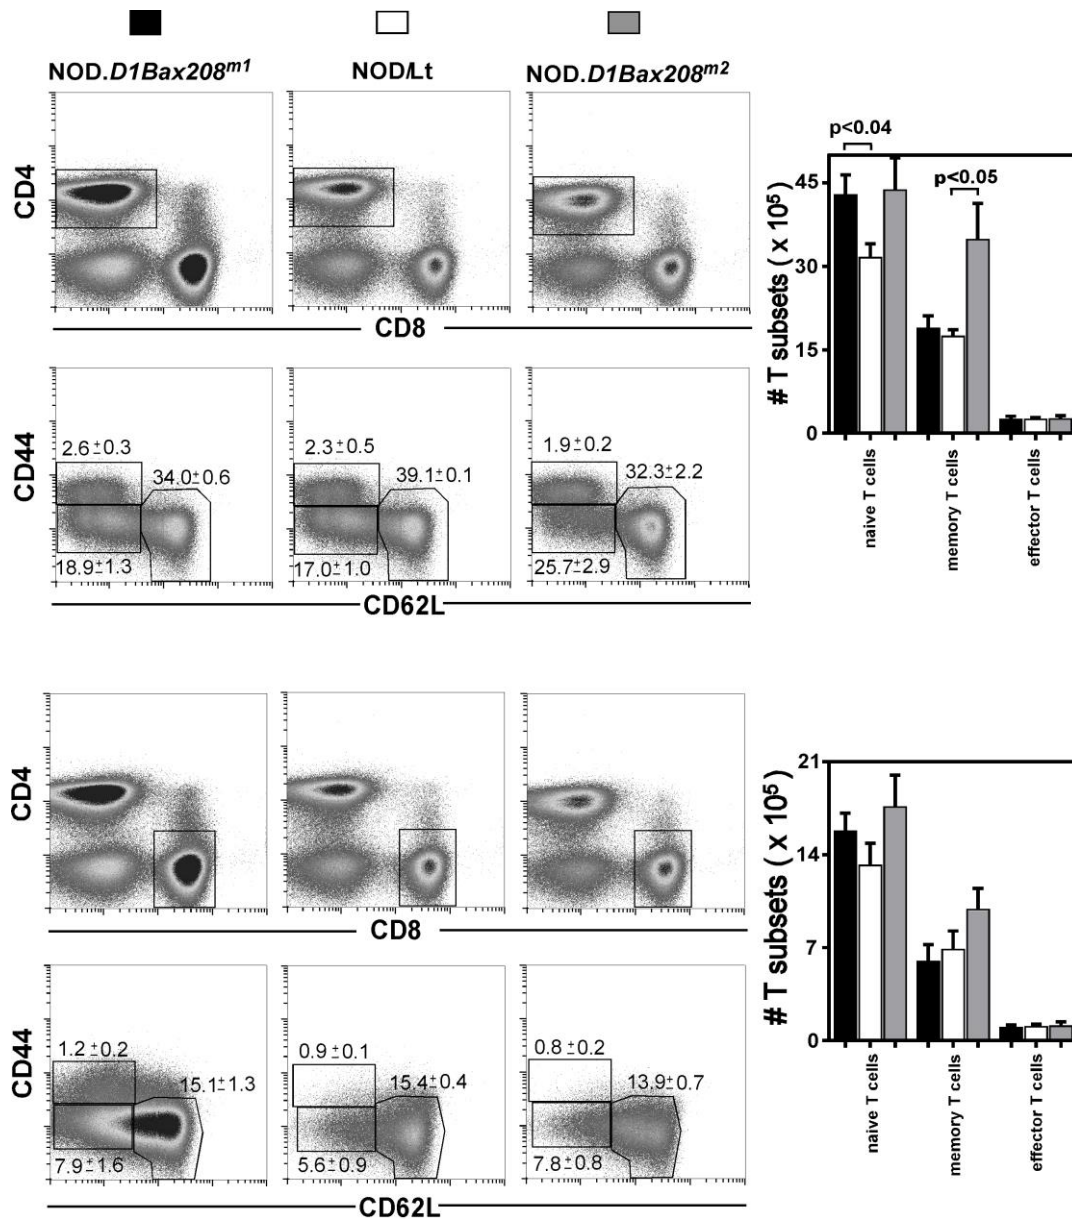 NOD.D1Bax208m1 NOD/Lt NOD.D1Bax208m2
CD4
CD8
CD44
2.6±0.3 34.0±0.6 18.9±1.3
2.3±0.5 39.1±0.1 17.0±1.0
1.9±0.2 32.3±2.2 25.7±2.9
CD62L
# T subsets ( x 10⁵)
p<0.04
p<0.05
45
30
15
0
naive T cells
memory T cells
effector T cells
CD4
CD8
CD44
1.2±0.2 15.1±1.3 7.9±1.6
0.9±0.1 15.4±0.4 5.6±0.9
0.8±0.2 13.9±0.7 7.8±0.8
CD62L
# T subsets ( x 10⁵)
21
14
7
0
naive T cells
memory T cells
effector T cells